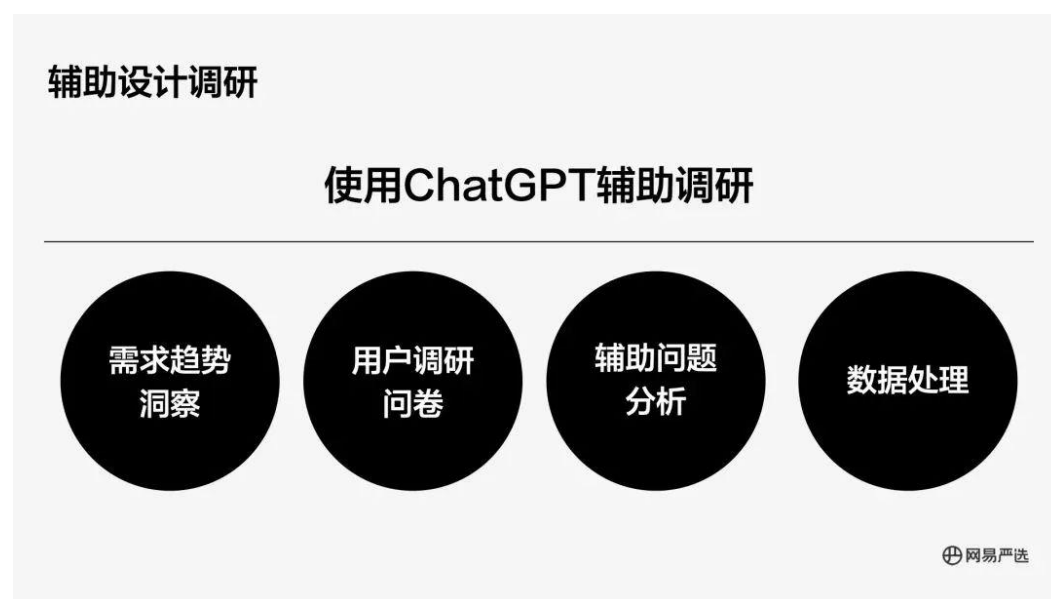 辅助设计调研
使用ChatGPT辅助调研
需求趋势
洞察
用户调研
问卷
辅助问题
分析
数据处理
网易严选